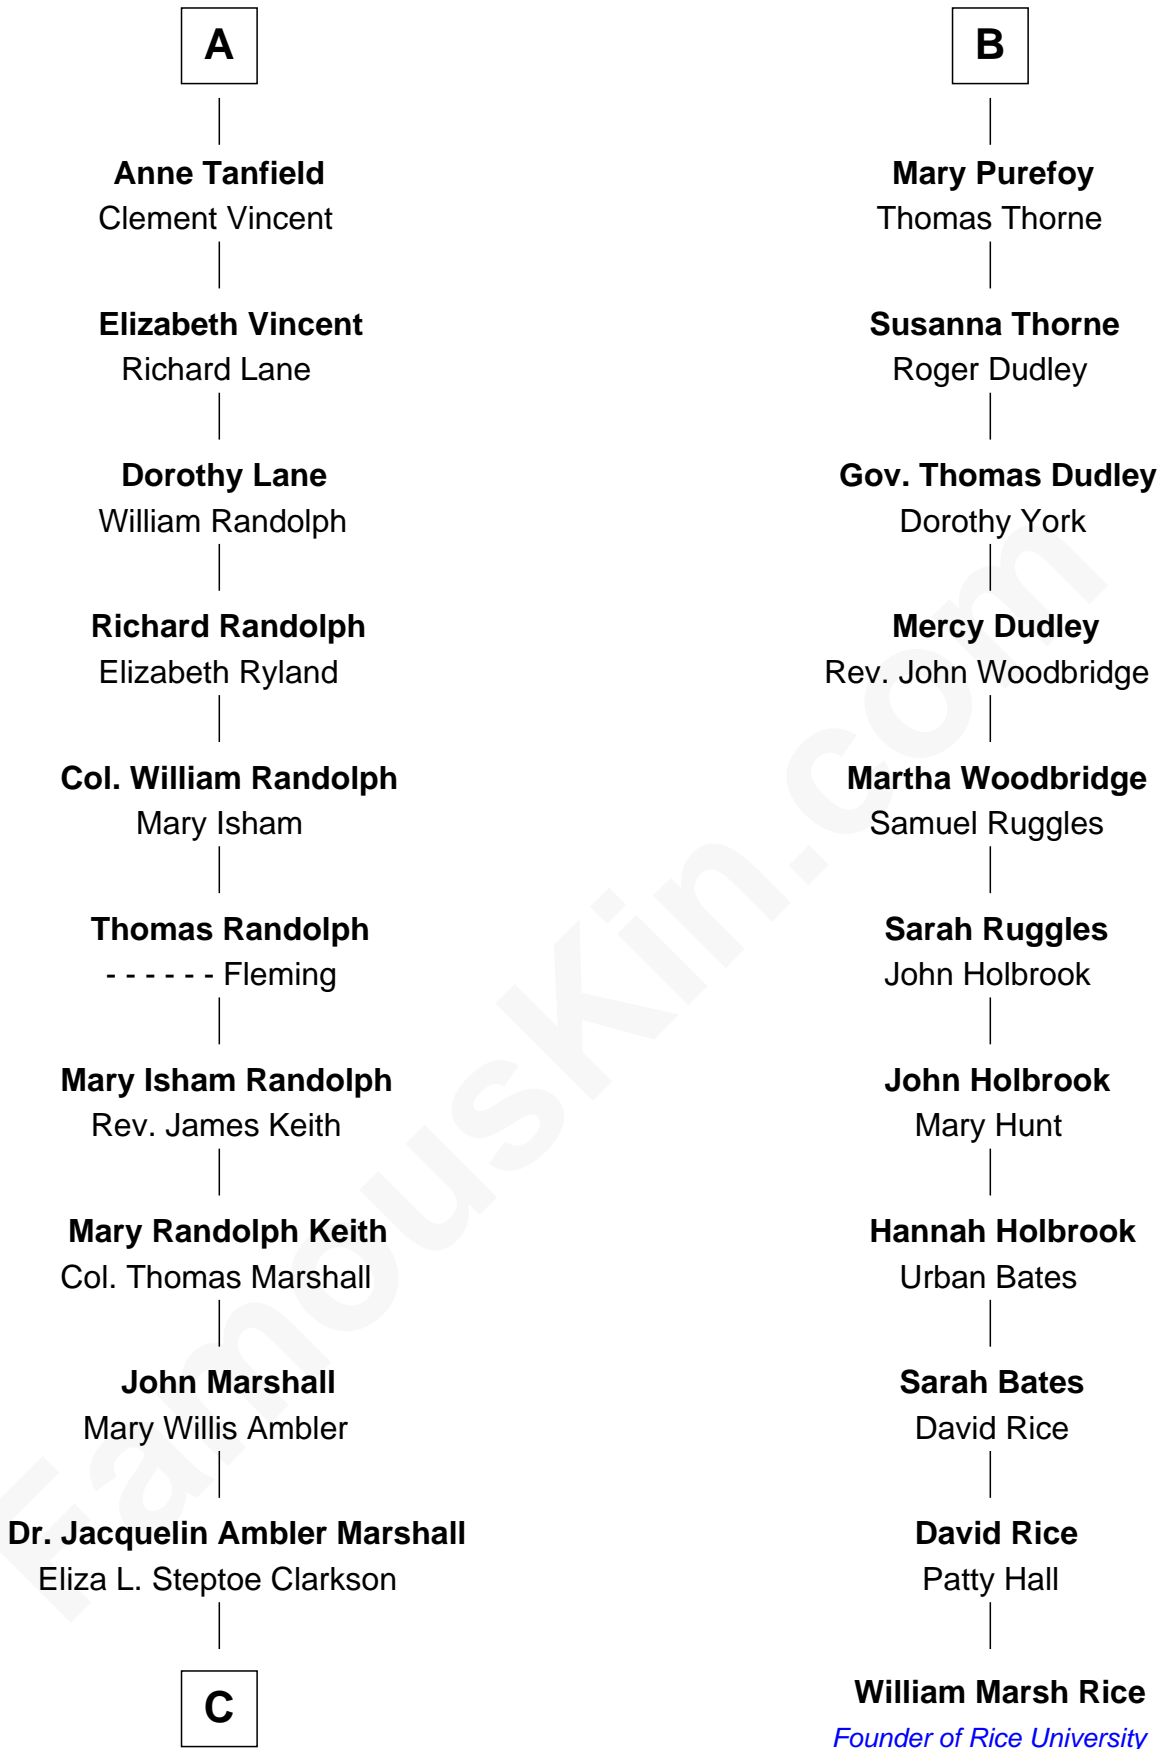 A
Anne Tanfield
Clement Vincent
Elizabeth Vincent
Richard Lane
Dorothy Lane
William Randolph
Richard Randolph
Elizabeth Ryland
Col. William Randolph
Mary Isham
Thomas Randolph
- - - - - - Fleming
Mary Isham Randolph
Rev. James Keith
Mary Randolph Keith
Col. Thomas Marshall
John Marshall
Mary Willis Ambler
Dr. Jacquelin Ambler Marshall
Eliza L. Steptoe Clarkson
C
B
Mary Purefoy
Thomas Thorne
Susanna Thorne
Roger Dudley
Gov. Thomas Dudley
Dorothy York
Mercy Dudley
Rev. John Woodbridge
Martha Woodbridge
Samuel Ruggles
Sarah Ruggles
John Holbrook
John Holbrook
Mary Hunt
Hannah Holbrook
Urban Bates
Sarah Bates
David Rice
David Rice
Patty Hall
William Marsh Rice
Founder of Rice University
FamousKin.com